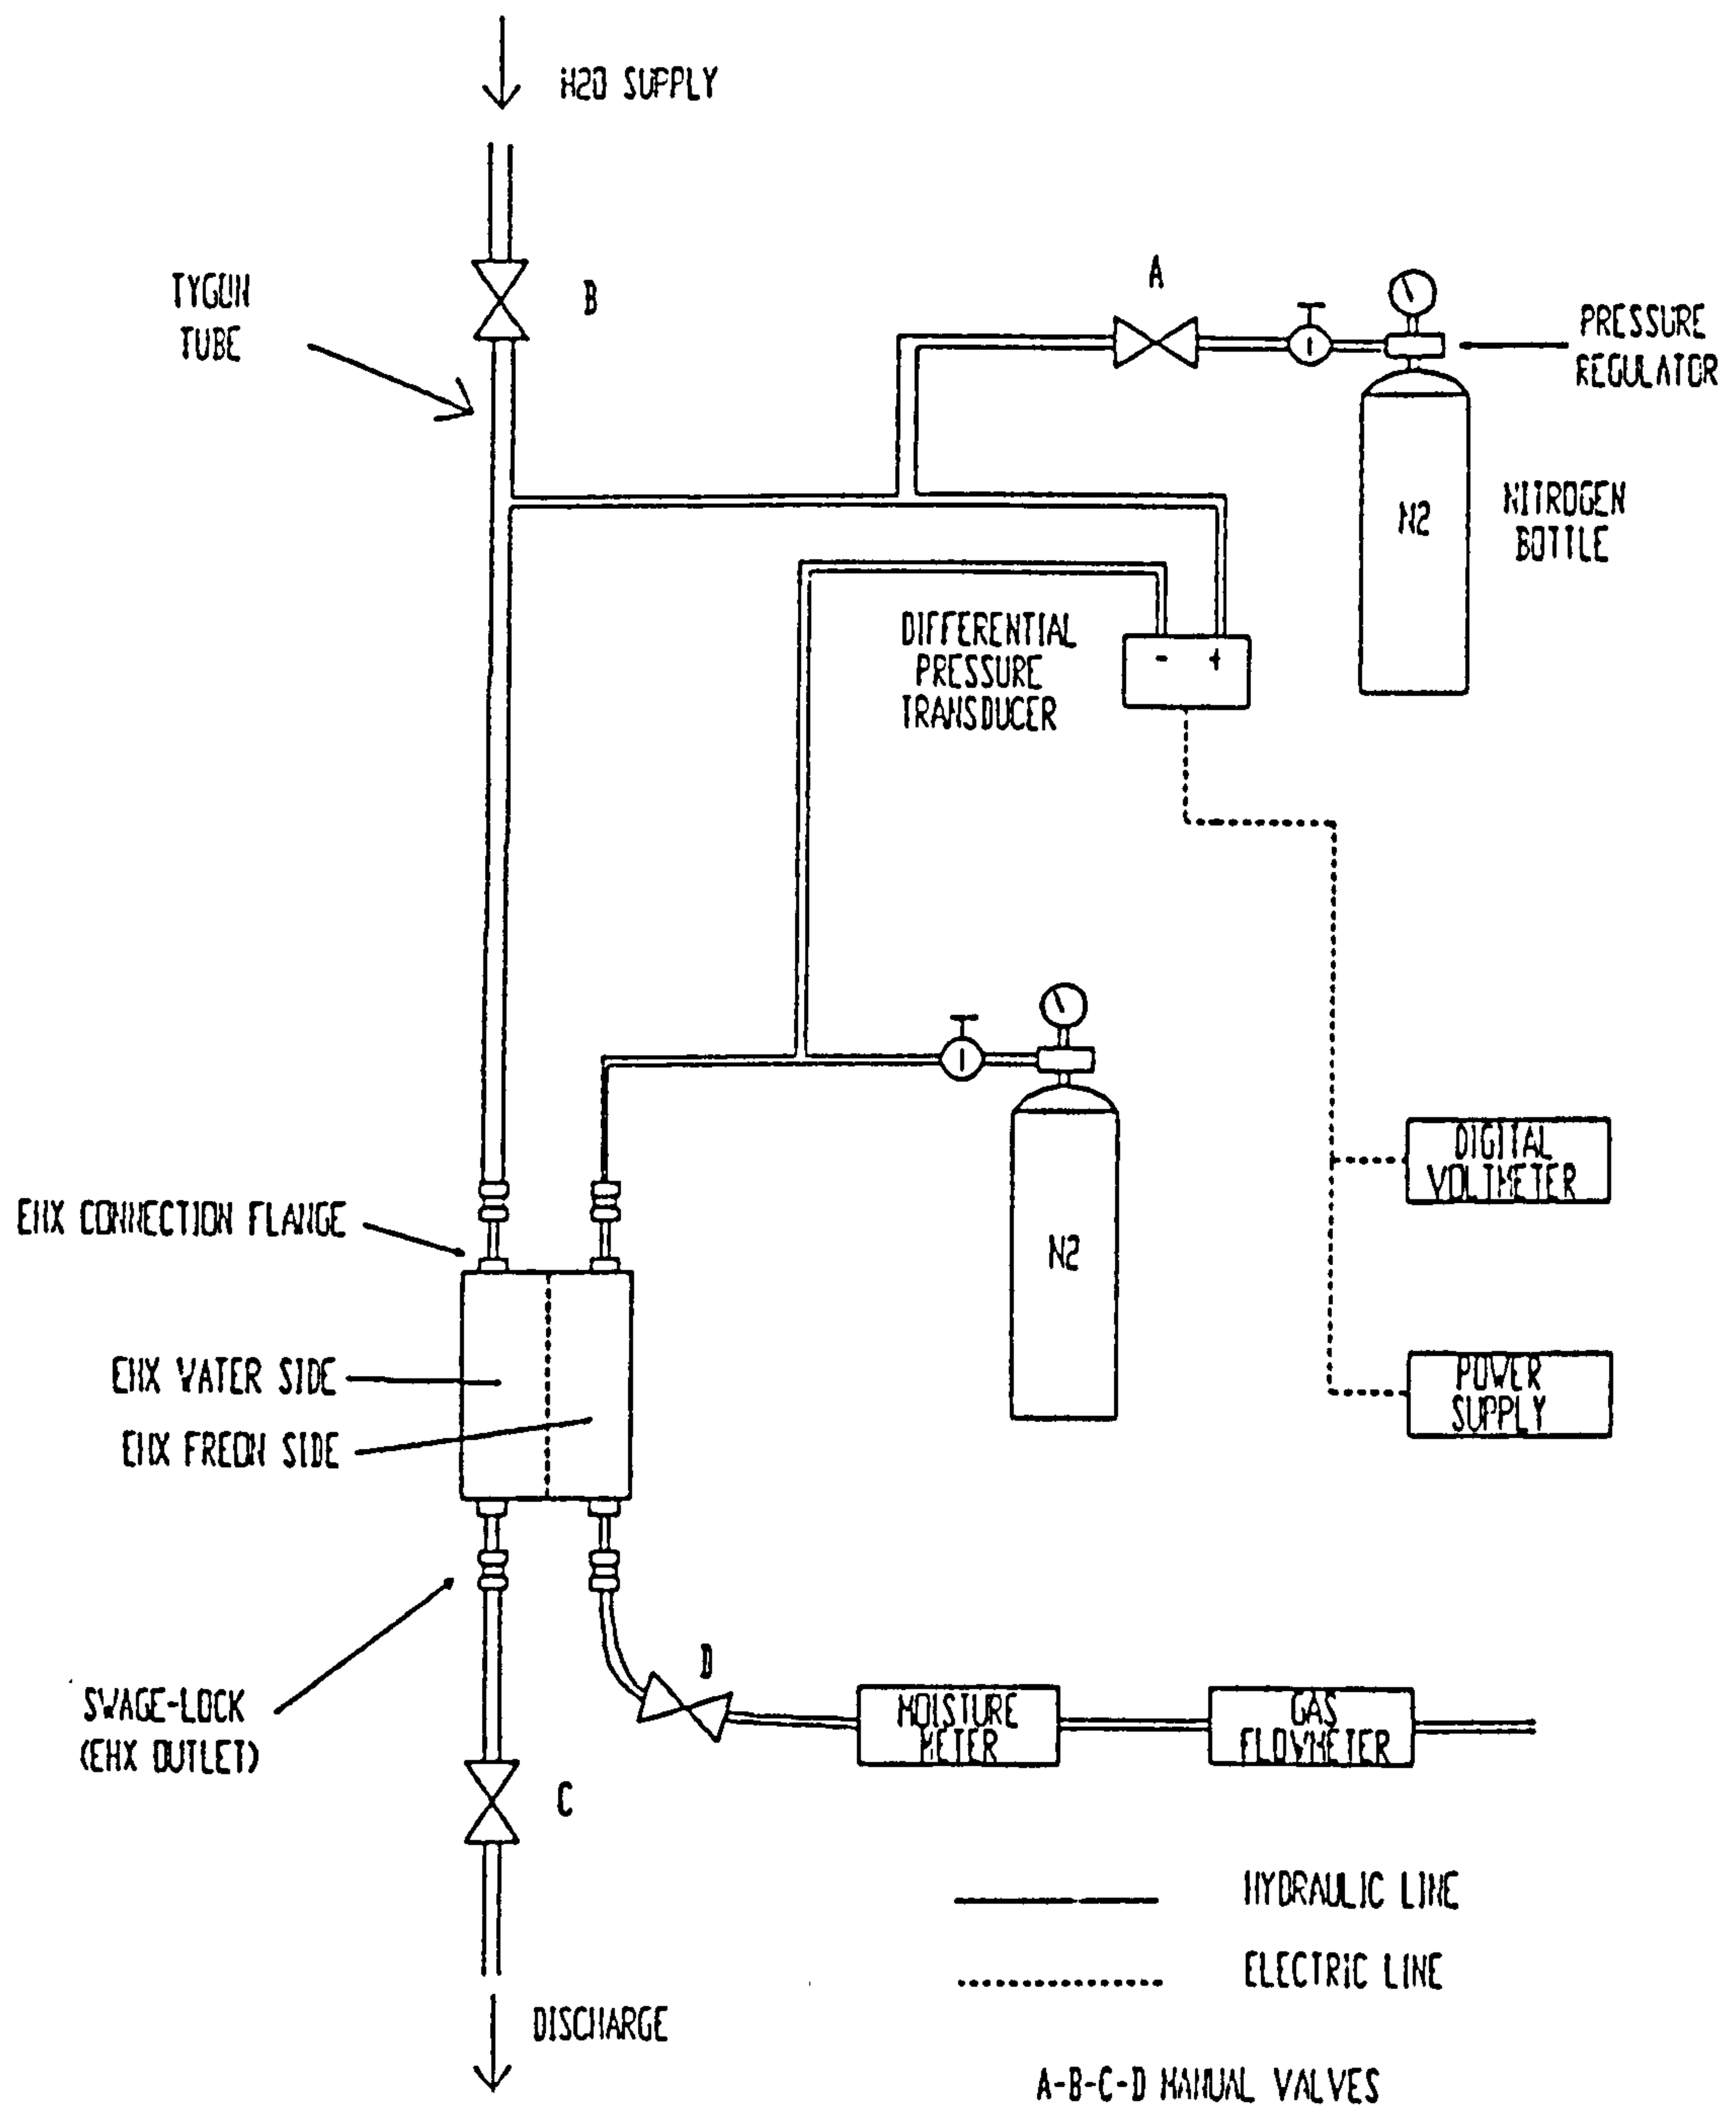 H2O SUPPLY
TYGON
TUBE
B
A
PRESSURE
REGULATOR
N2
NITROGEN
BOTTLE
DIFFERENTIAL
PRESSURE
TRANSDUCER
- +
DIGITAL
VOLTMETER
EHX CONNECTION FLANGE
N2
EHX WATER SIDE
EHX FREON SIDE
POWER
SUPPLY
D
SWAGE-LOCK
(EHX OUTLET)
MOISTURE
METER
GAS
FLOWMETER
C
HYDRAULIC LINE
ELECTRIC LINE
DISCHARGE
A-B-C-D MANUAL VALVES